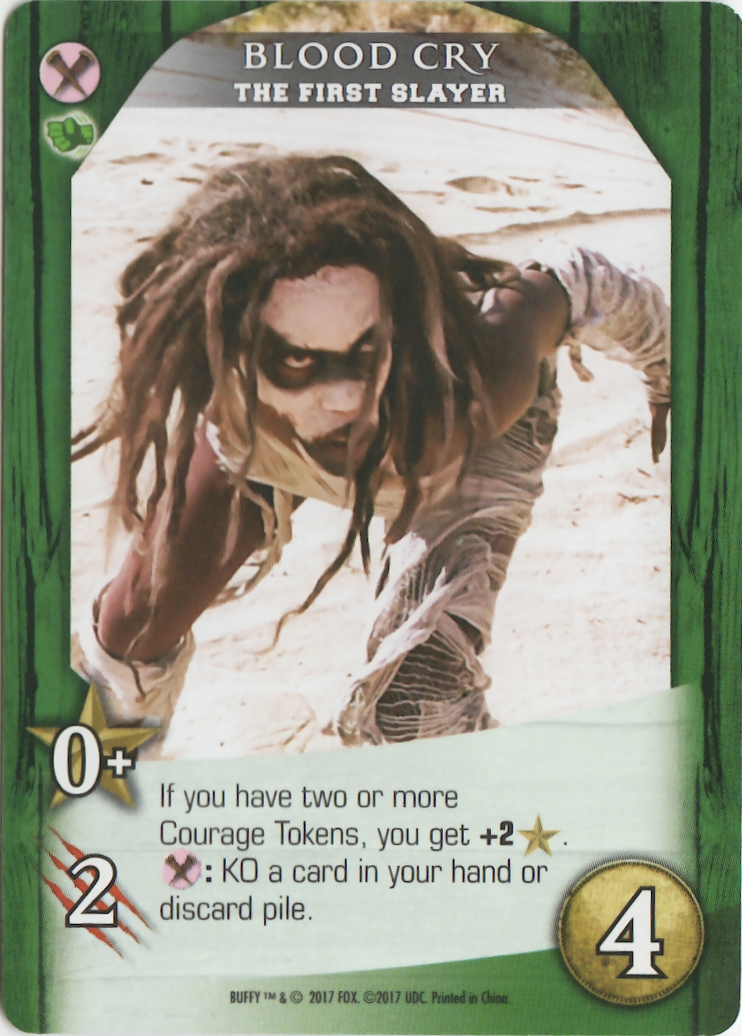 BLOOD CRY
THE FIRST SLAYER
0+
If you have two or more
Courage Tokens, you get +2 .
: KO a card in your hand or
discard pile.
2
4
BUFFY ™ & © 2017 FOX. ©2017 UDC. Printed in China.